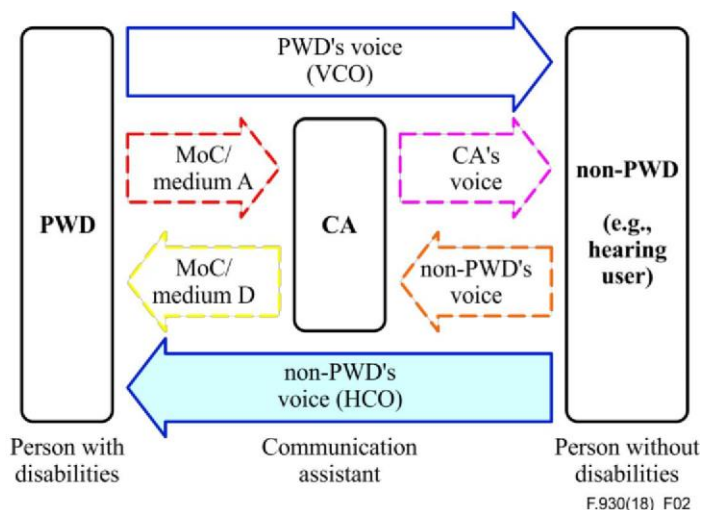 PWD's voice
(VCO)
MoC/
medium A
CA's
voice
PWD
CA
non-PWD
(e.g.,
hearing
user)
MoC/
medium D
non-PWD's
voice
non-PWD's
voice (HCO)
Person with
disabilities
Communication
assistant
Person without
disabilities
F.930(18)_F02